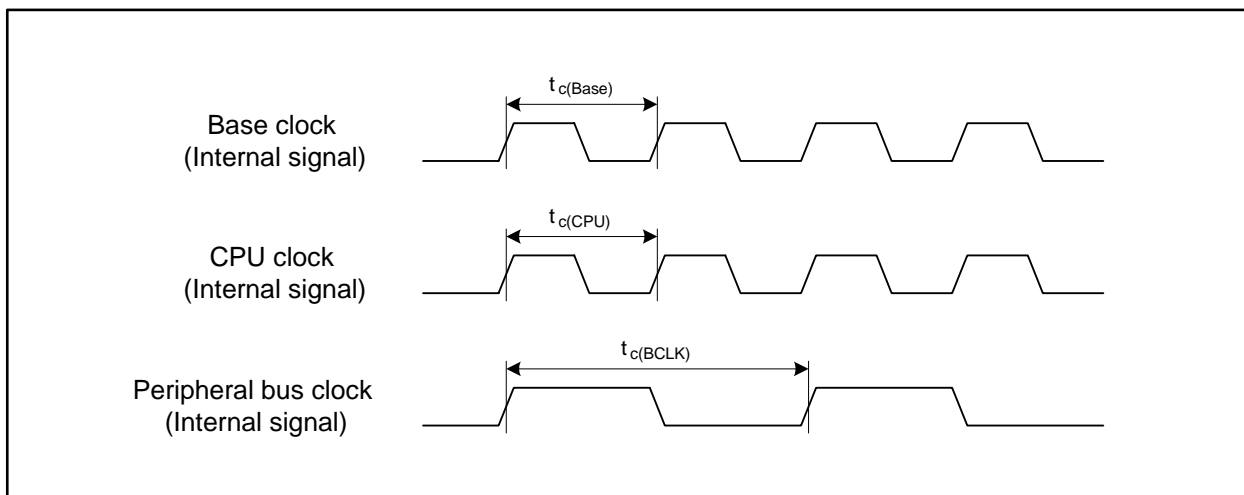 t c(Base)
Base clock
(Internal signal)
t c(CPU)
CPU clock
(Internal signal)
t c(BCLK)
Peripheral bus clock
(Internal signal)